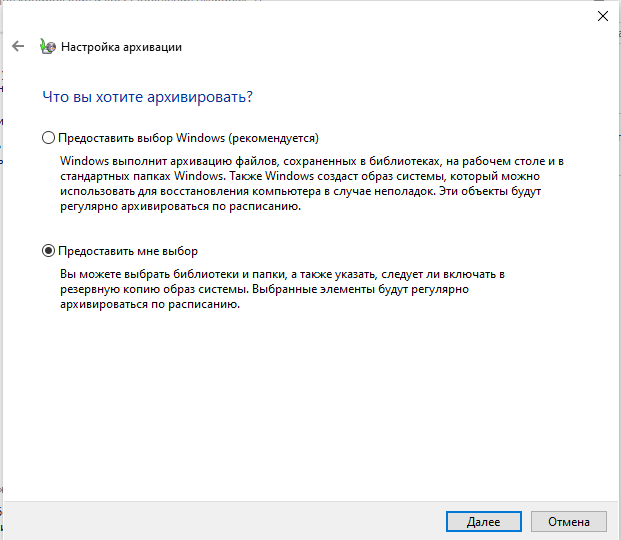 Настройка архивации
Что вы хотите архивировать?
Предоставить выбор Windows (рекомендуется)
Windows выполнит архивацию файлов, сохраненных в библиотеках, на рабочем столе и в
стандартных папках Windows. Также Windows создаст образ системы, который можно
использовать для восстановления компьютера в случае неполадок. Эти объекты будут
регулярно архивироваться по расписанию.
Предоставить мне выбор
Вы можете выбрать библиотеки и папки, а также указать, следует ли включать в
резервную копию образ системы. Выбранные элементы будут регулярно
архивироваться по расписанию.
Далее
Отмена